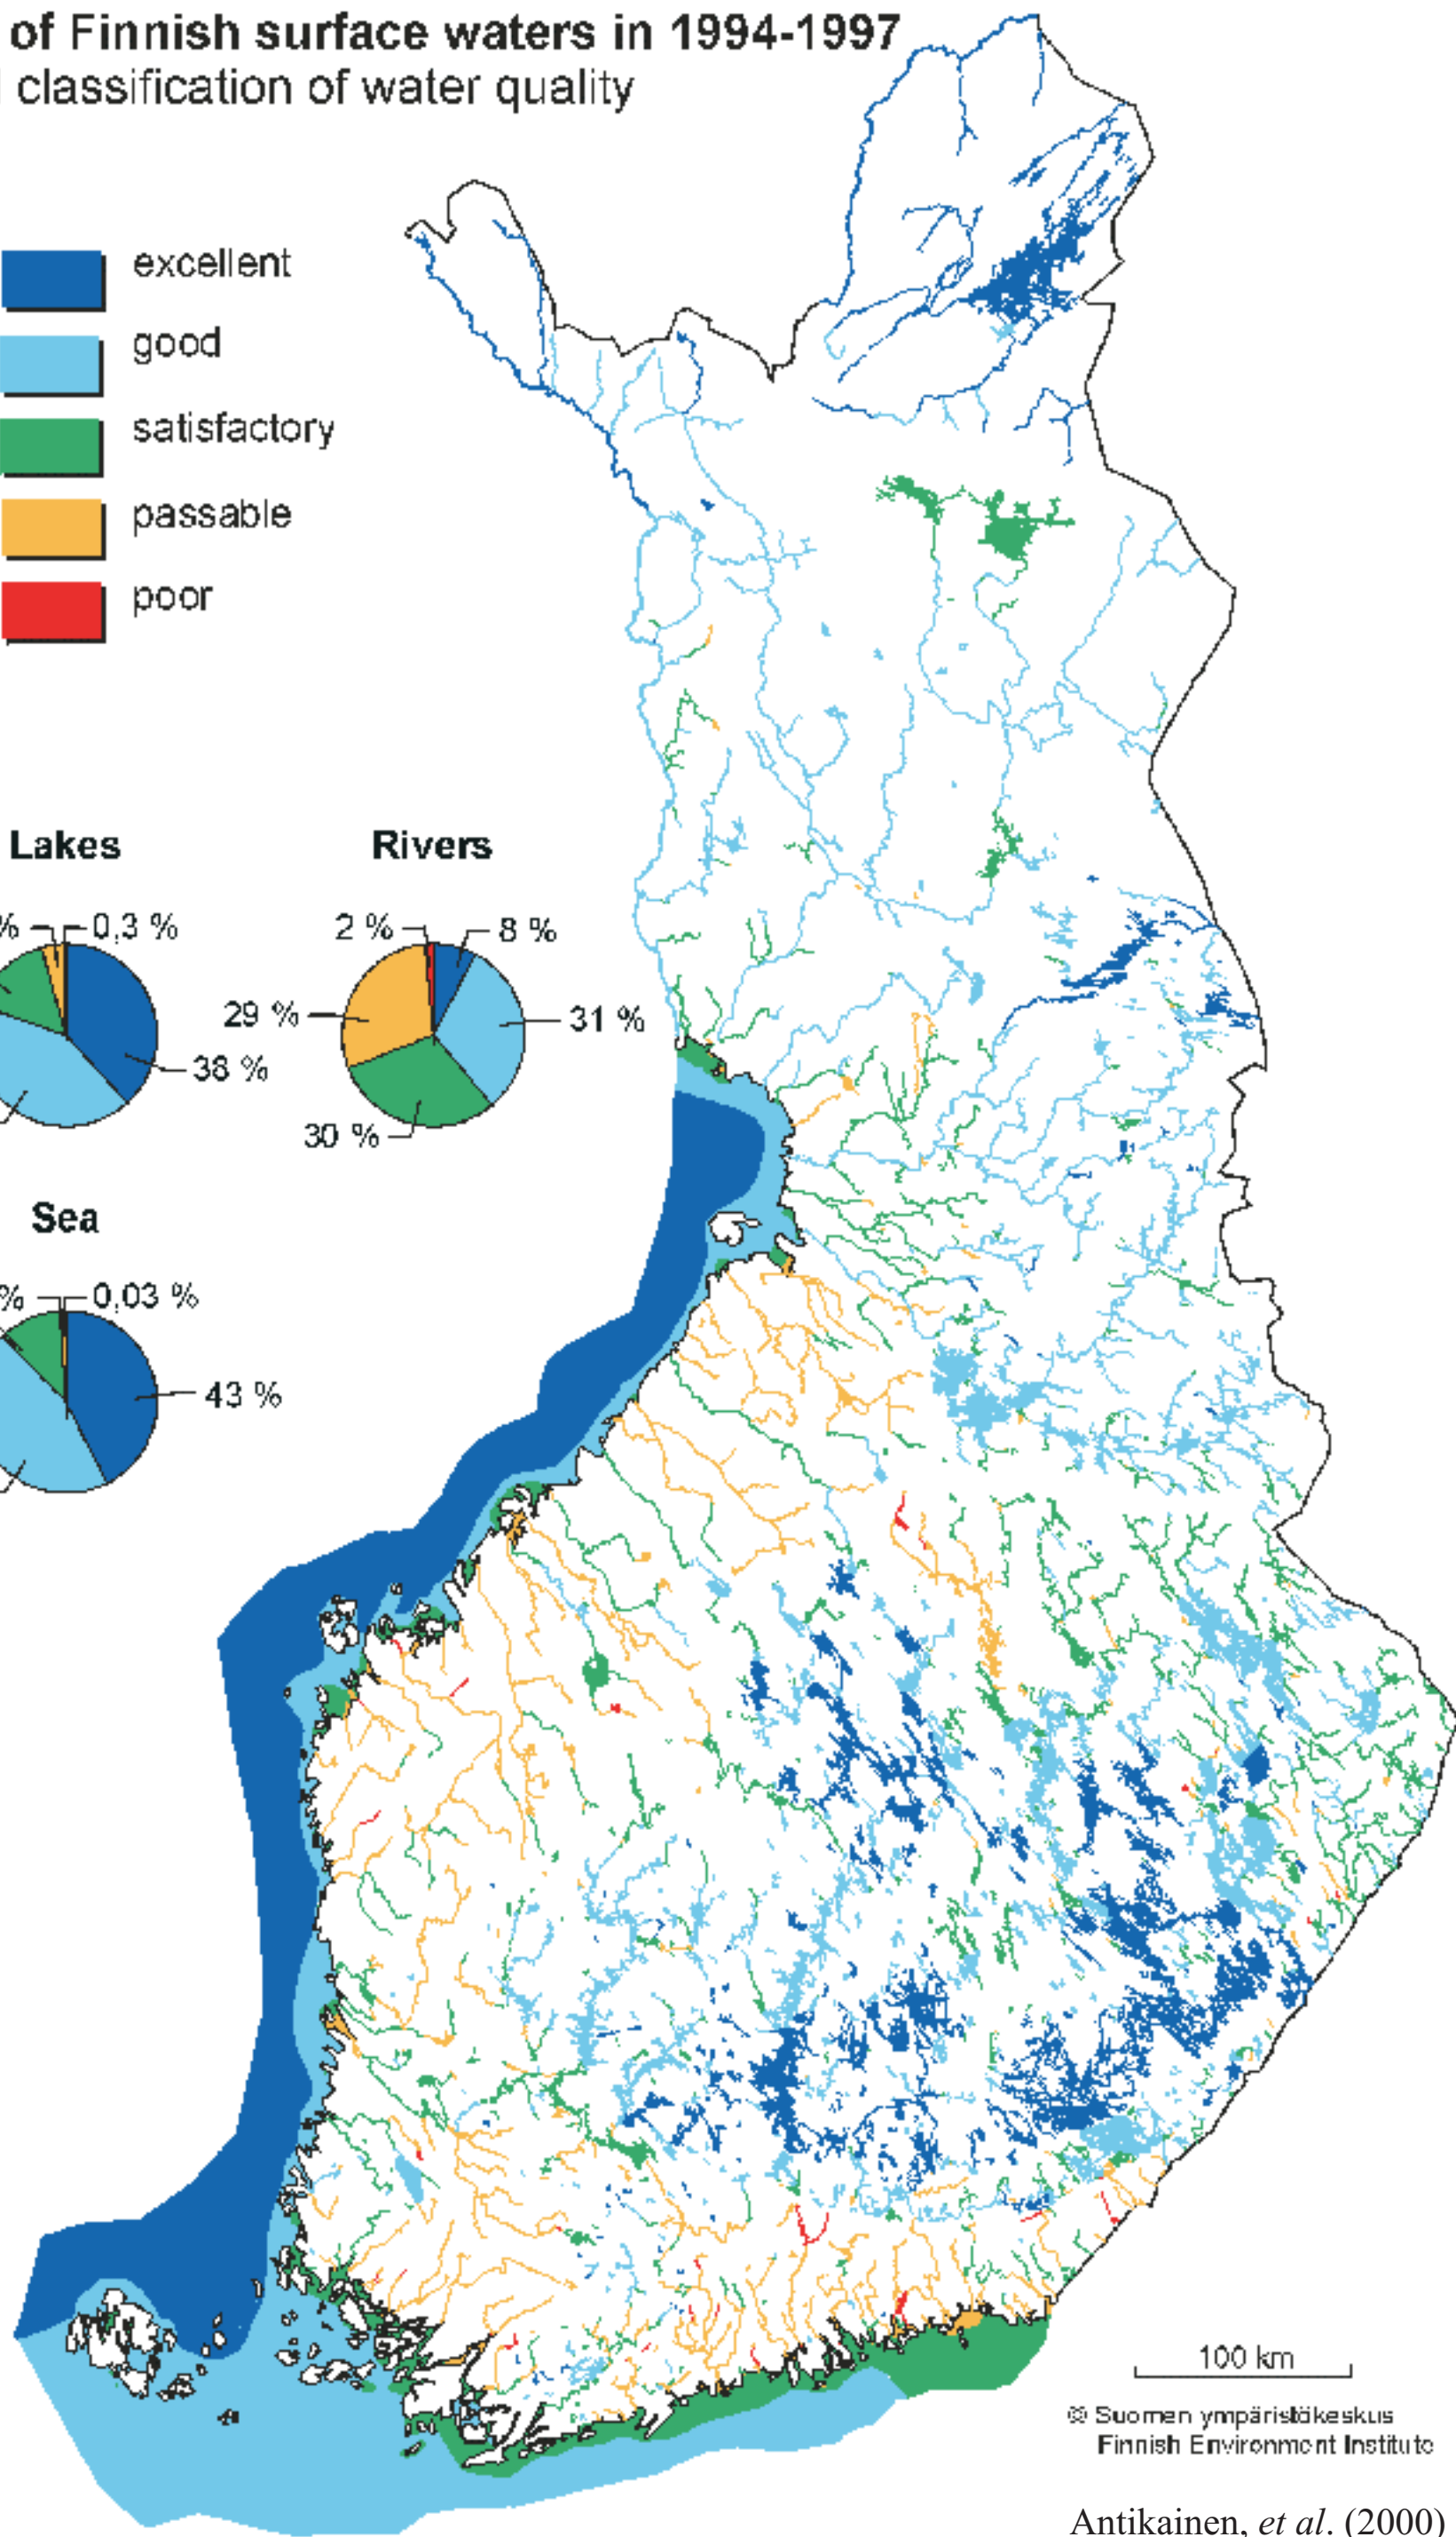 of Finnish surface waters in 1994-1997
classification of water quality
excellent
good
satisfactory
passable
poor
Lakes
Rivers
% 0,3 %
38 %
2 %
8 %
29 %
31 %
30 %
Sea
% 0,03 %
43 %
100 km
© Suomen ympäristökeskus
Finnish Environment Institute
Antikainen, et al. (2000)